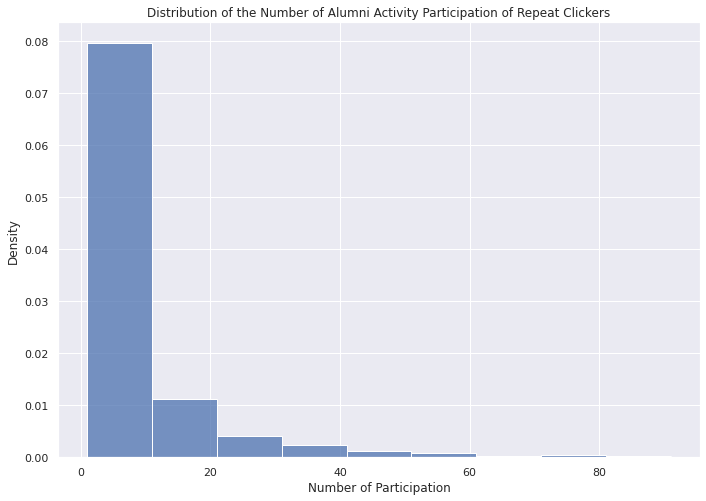 Distribution of the Number of Alumni Activity Participation of Repeat Clickers
0.08
0.07
0.06
0.05
0.04
0.03
0.02
0.01
0.00
Density
0 20 40 60 80
Number of Participation